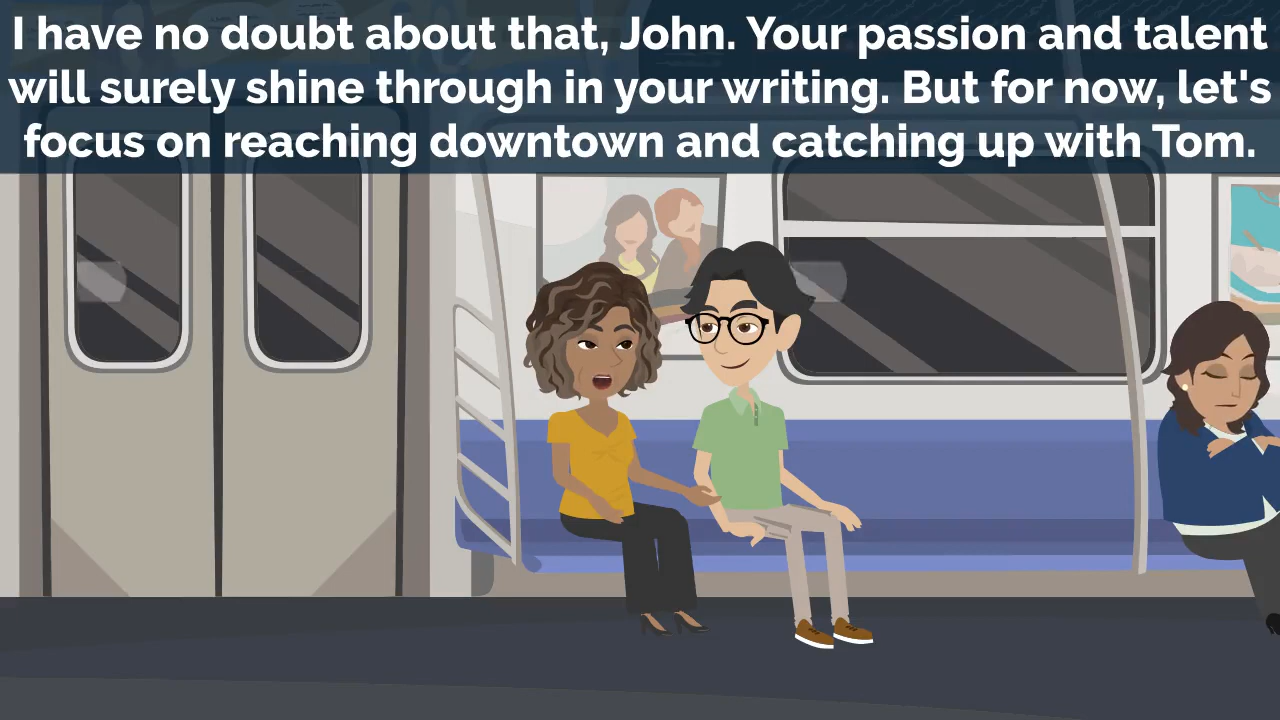 I have no doubt about that, John. Your passion and talent
will surely shine through in your writing. But for now, let's
focus on reaching downtown and catching up with Tom.